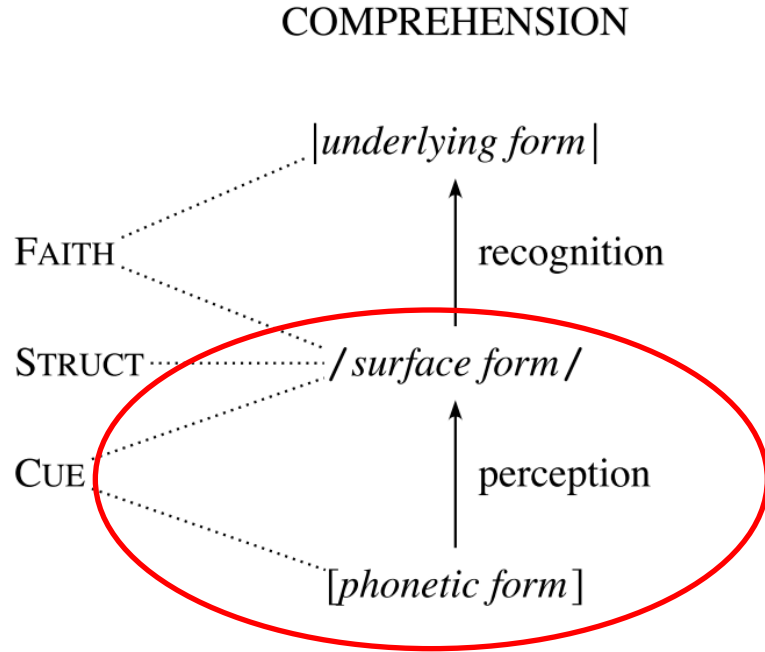 COMPREHENSION
|underlying form|
FAITH
recognition
STRUCT
/surface form/
CUE
perception
[phonetic form]